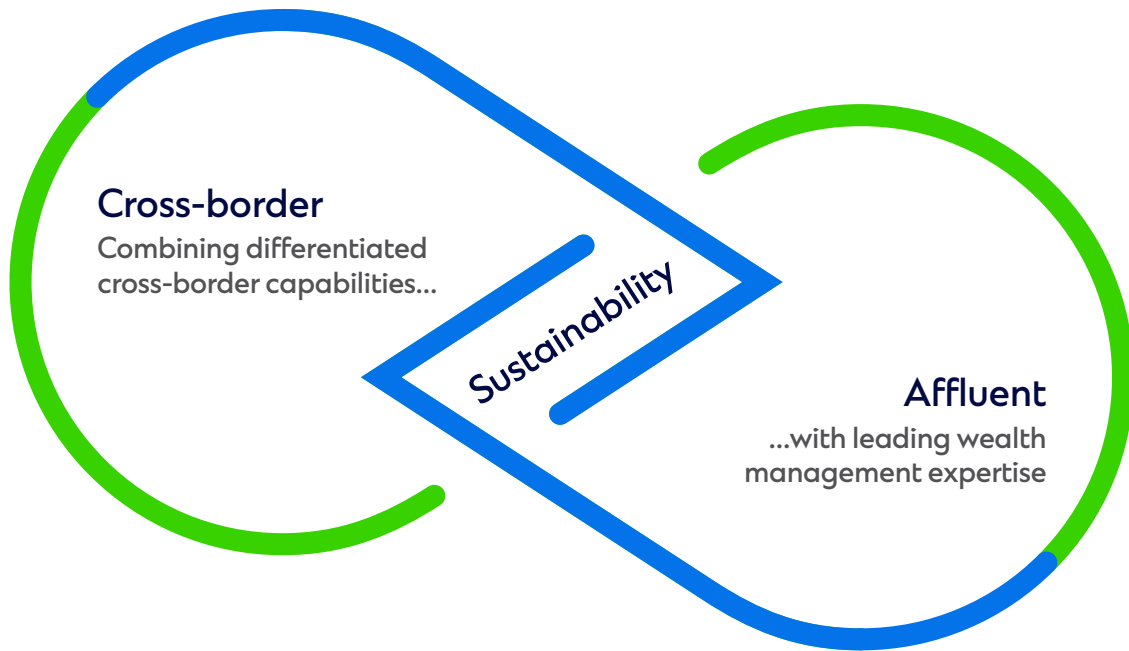 Cross-border
Combining differentiated
cross-border capabilities...
Sustainability
Affluent
...with leading wealth
management expertise